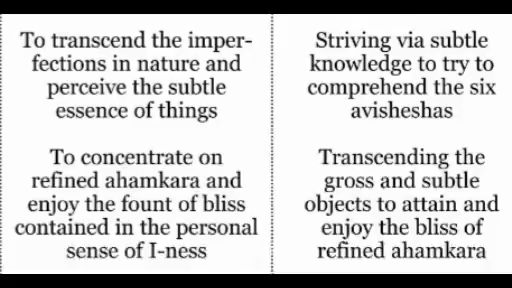 To transcend the imper-
fections in nature and
perceive the subtle
essence of things
To concentrate on
refined ahamkara and
enjoy the fount of bliss
contained in the personal
sense of I-ness
Striving via subtle
knowledge to try to
comprehend the six
avisheshas
Transcending the
gross and subtle
objects to attain and
enjoy the bliss of
refined ahamkara